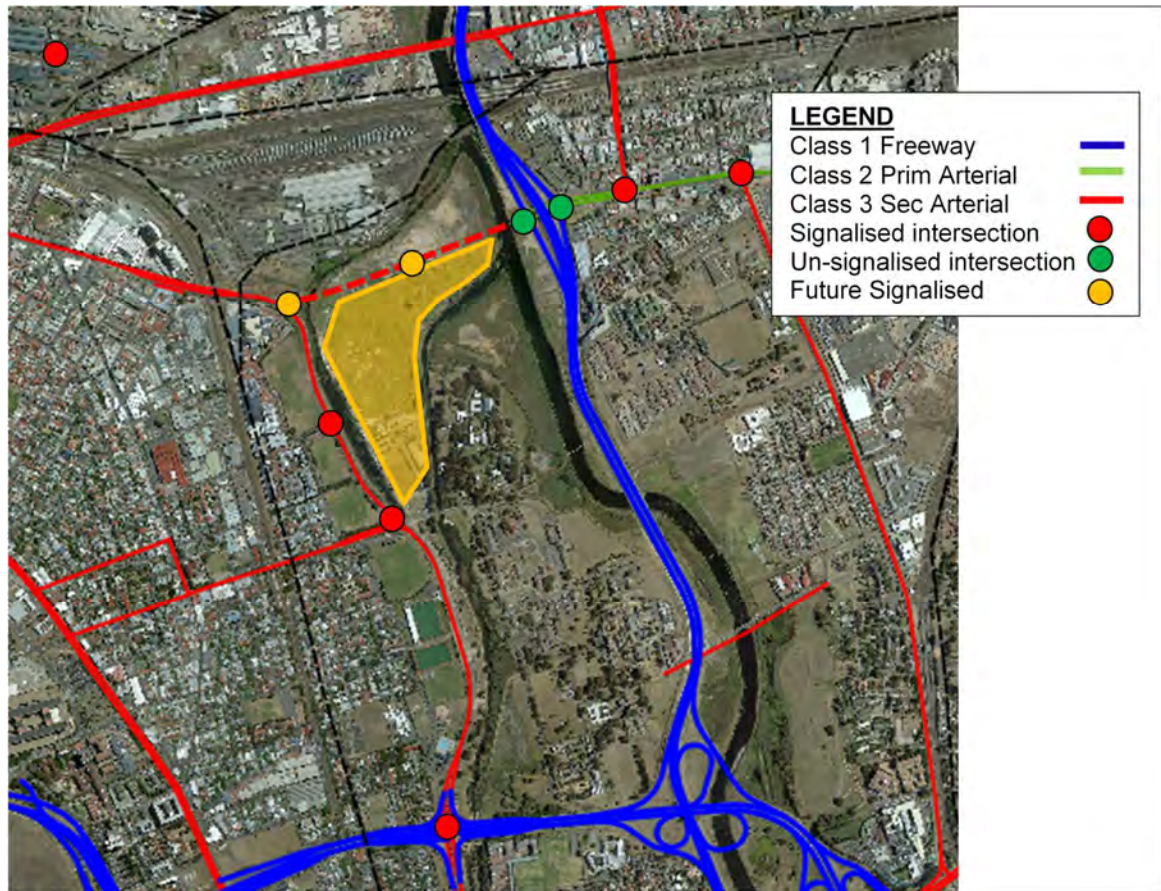 LEGEND
Class 1 Freeway
Class 2 Prim Arterial
Class 3 Sec Arterial
Signalised intersection
Un-signalised intersection
Future Signalised